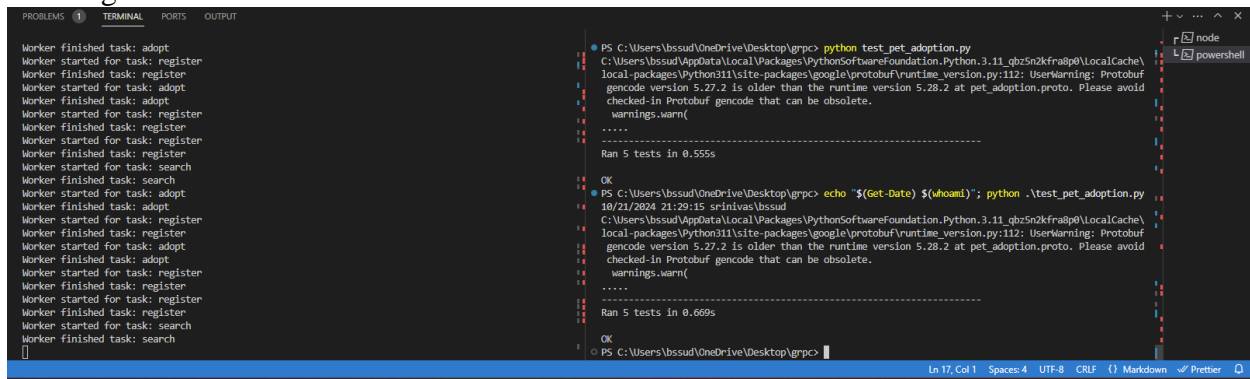 PROBLEMS 1 TERMINAL PORTS OUTPUT
Worker finished task: adopt
Worker started for task: register
Worker finished task: register
Worker started for task: adopt
Worker finished task: adopt
Worker started for task: register
Worker finished task: register
Worker started for task: register
Worker finished task: register
Worker started for task: search
Worker finished task: search
Worker started for task: adopt
Worker finished task: adopt
Worker started for task: register
Worker finished task: register
Worker started for task: adopt
Worker finished task: adopt
Worker started for task: register
Worker finished task: register
Worker started for task: register
Worker finished task: register
Worker started for task: search
Worker finished task: search
PS C:\Users\bssud\OneDrive\Desktop\grpc> python test_pet_adoption.py
C:\Users\bssud\AppData\Local\Packages\PythonSoftwareFoundation.Python.3.11_qbz5n2kfra8p0\LocalCache\
local-packages\Python311\site-packages\google\protobuf\runtime_version.py:112: UserWarning: Protobuf
gencode version 5.27.2 is older than the runtime version 5.28.2 at pet_adoption.proto. Please avoid
checked-in Protobuf gencode that can be obsolete.
warnings.warn(
.....
----------------------------------------------------------------------
Ran 5 tests in 0.555s
OK
PS C:\Users\bssud\OneDrive\Desktop\grpc> echo "$(Get-Date) $(whoami)"; python .\test_pet_adoption.py
10/21/2024 21:29:15 srinivas\bssud
C:\Users\bssud\AppData\Local\Packages\PythonSoftwareFoundation.Python.3.11_qbz5n2kfra8p0\LocalCache\
local-packages\Python311\site-packages\google\protobuf\runtime_version.py:112: UserWarning: Protobuf
gencode version 5.27.2 is older than the runtime version 5.28.2 at pet_adoption.proto. Please avoid
checked-in Protobuf gencode that can be obsolete.
warnings.warn(
.....
----------------------------------------------------------------------
Ran 5 tests in 0.669s
OK
PS C:\Users\bssud\OneDrive\Desktop\grpc>
node
powershell
Ln 17, Col 1 Spaces: 4 UTF-8 CRLF {} Markdown Prettier